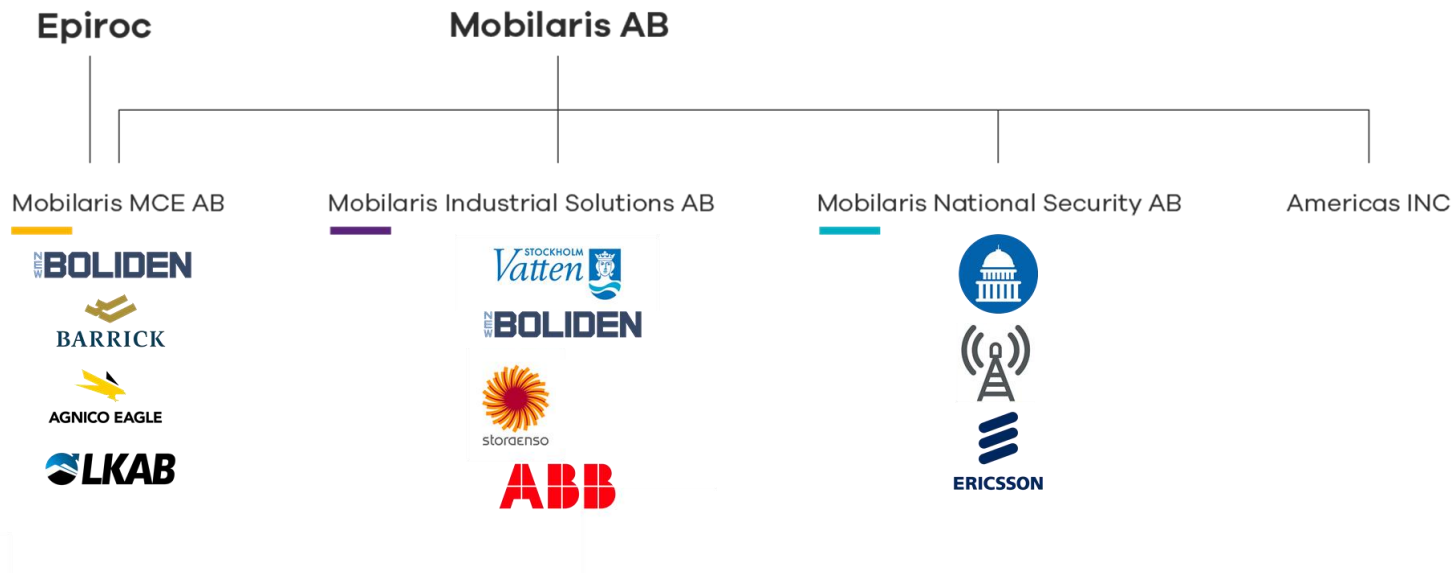 Epiroc
Mobilaris AB
Mobilaris MCE AB
Mobilaris Industrial Solutions AB
Mobilaris National Security AB
Americas INC
NEW BOLIDEN
BARRICK
AGNICO EAGLE
LKAB
STOCKHOLM
Vatten
NEW BOLIDEN
storaenso
ABB
ERICSSON